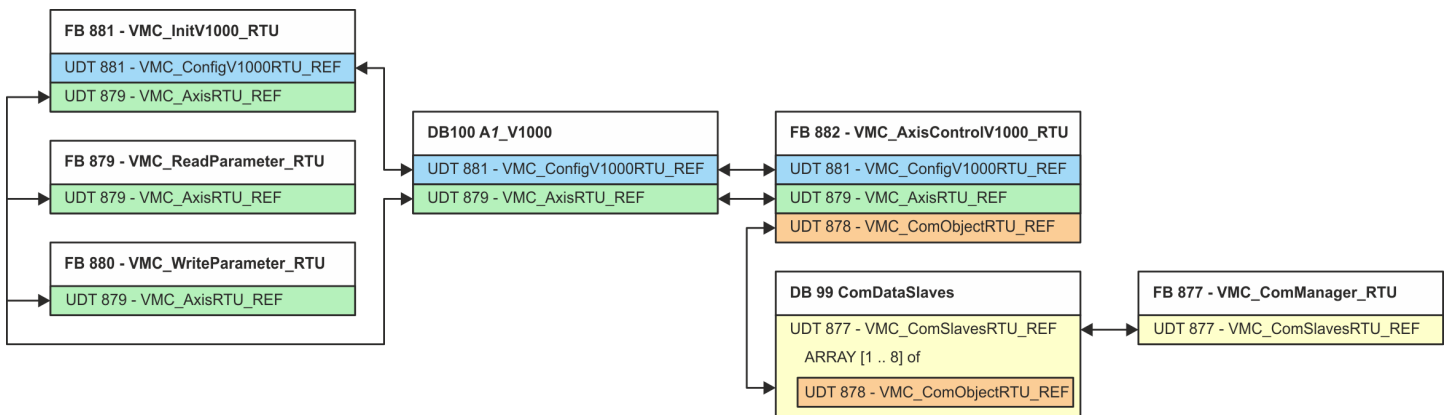 FB 881 - VMC_InitV1000_RTU
UDT 881 - VMC_ConfigV1000RTU_REF
UDT 879 - VMC_AxisRTU_REF
FB 879 - VMC_ReadParameter_RTU
UDT 879 - VMC_AxisRTU_REF
FB 880 - VMC_WriteParameter_RTU
UDT 879 - VMC_AxisRTU_REF
DB100 A1_V1000
UDT 881 - VMC_ConfigV1000RTU_REF
UDT 879 - VMC_AxisRTU_REF
FB 882 - VMC_AxisControlV1000_RTU
UDT 881 - VMC_ConfigV1000RTU_REF
UDT 879 - VMC_AxisRTU_REF
UDT 878 - VMC_ComObjectRTU_REF
DB 99 ComDataSlaves
UDT 877 - VMC_ComSlavesRTU_REF
ARRAY [1 .. 8] of
UDT 878 - VMC_ComObjectRTU_REF
FB 877 - VMC_ComManager_RTU
UDT 877 - VMC_ComSlavesRTU_REF